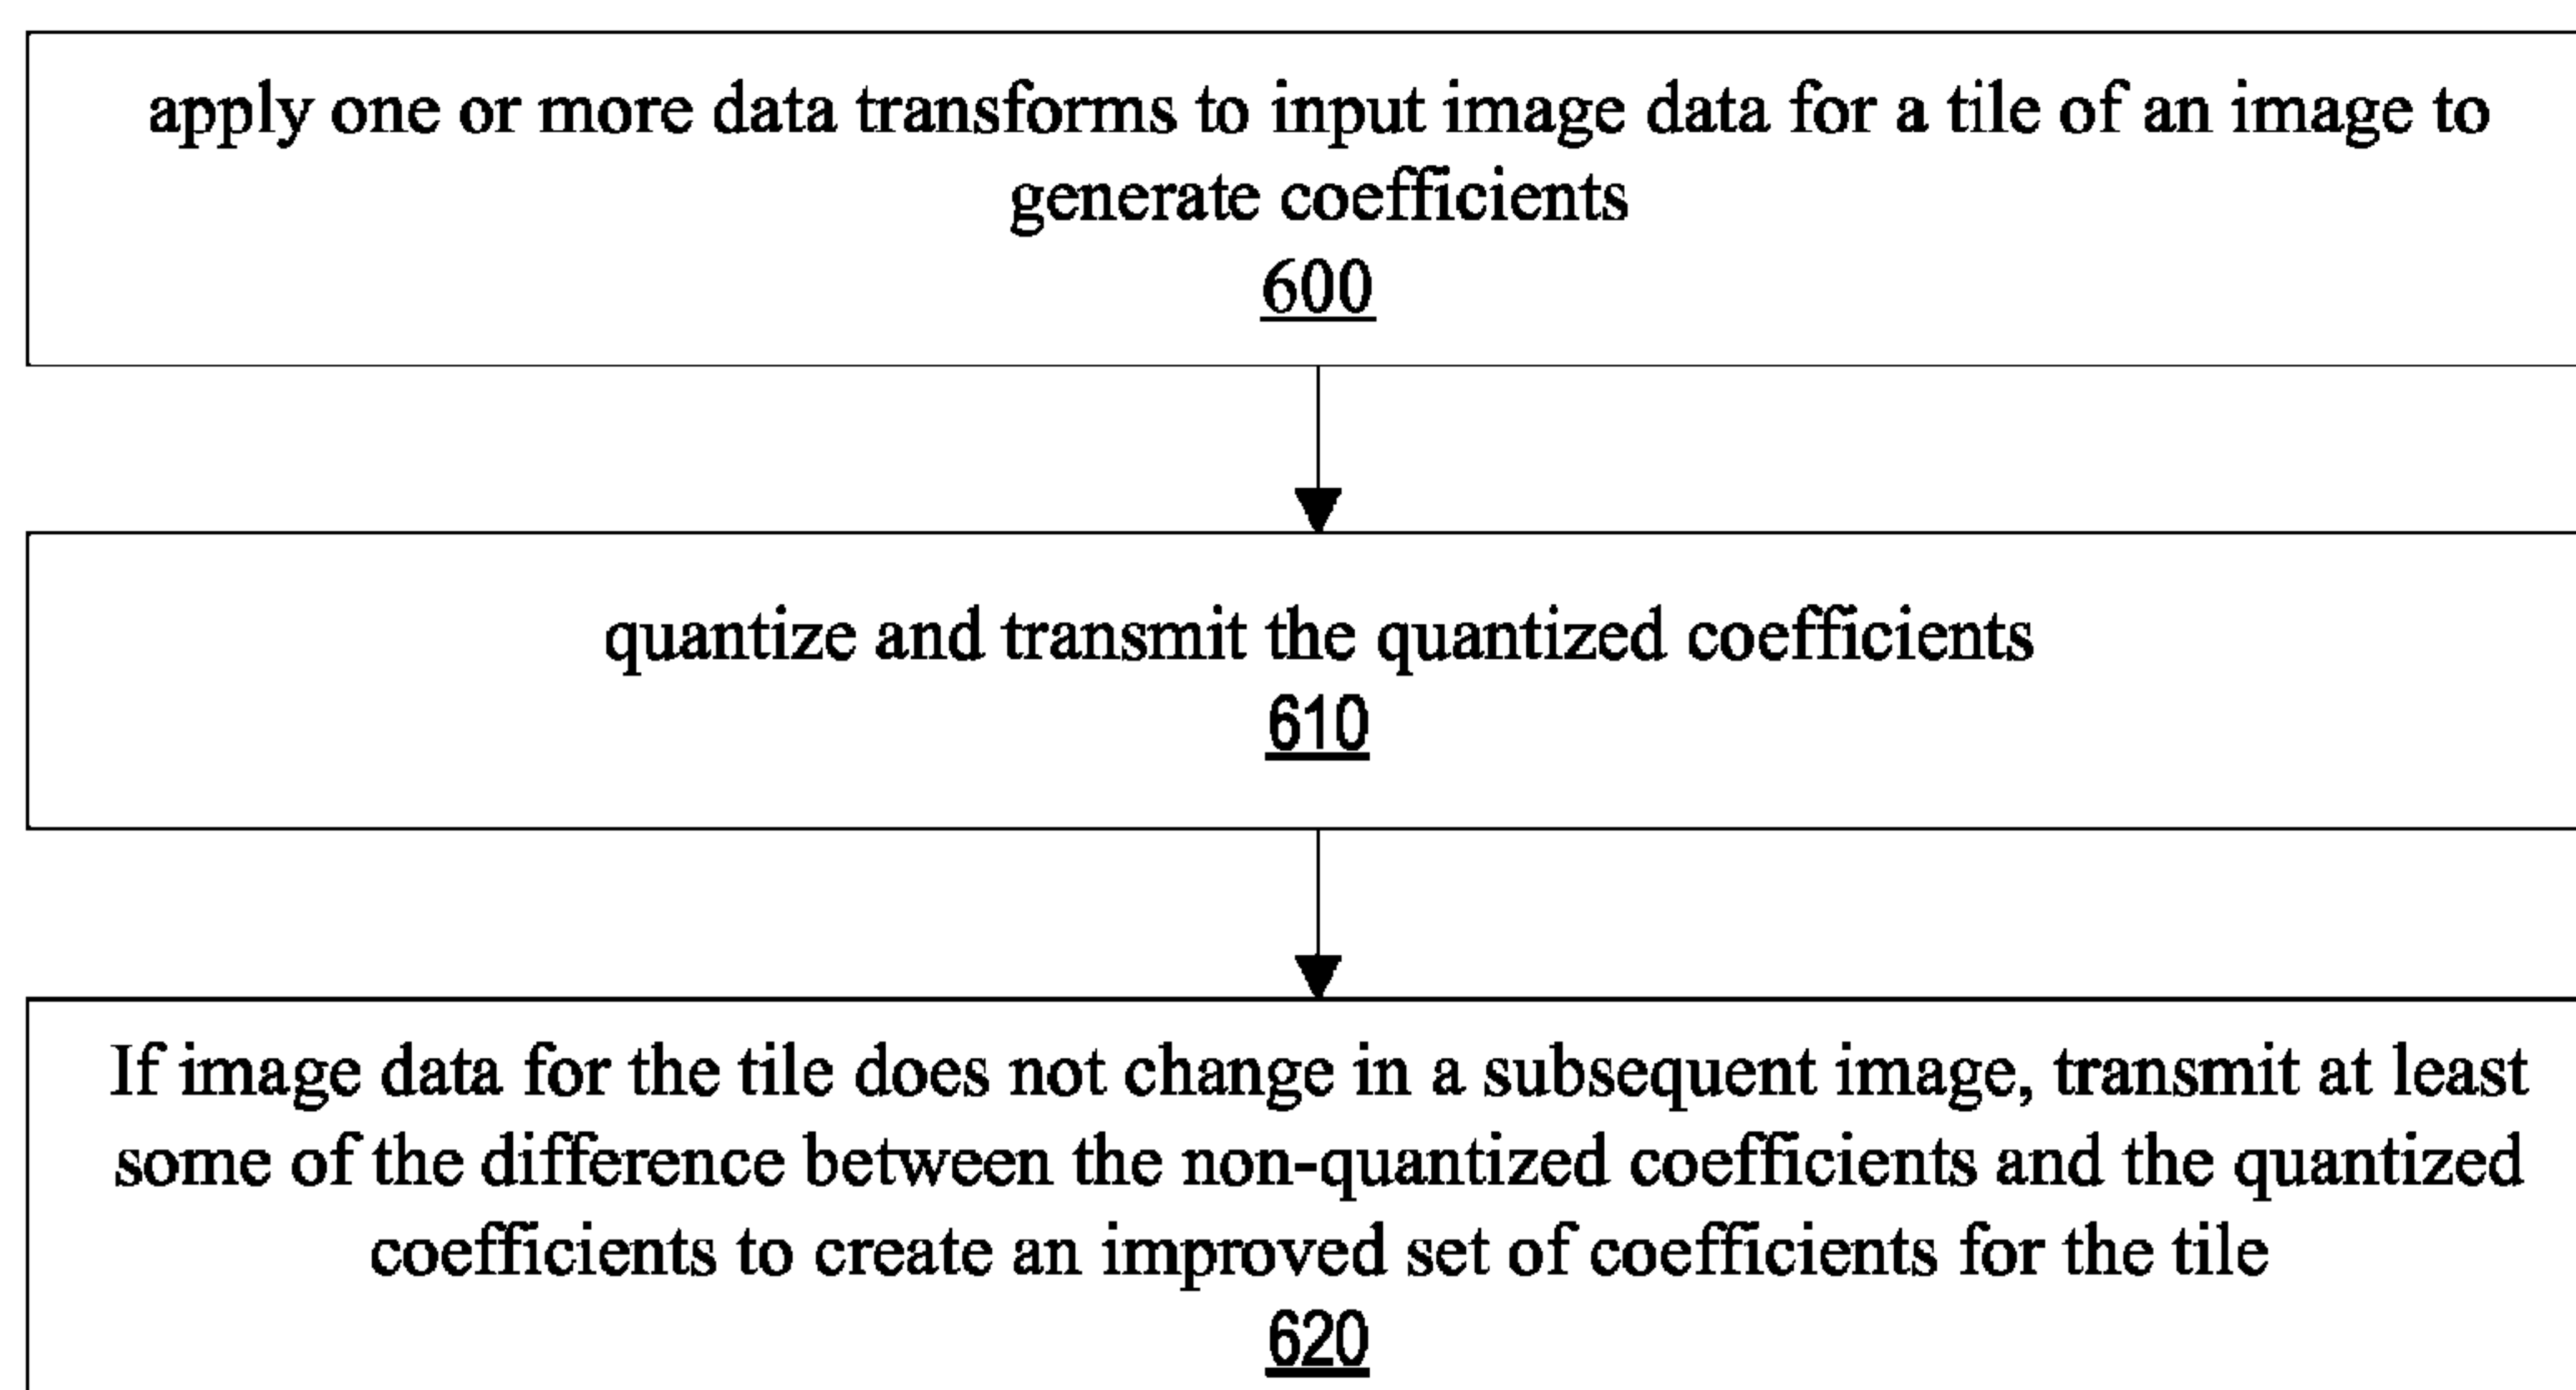 apply one or more data transforms to input image data for a tile of an image to
generate coefficients
600
quantize and transmit the quantized coefficients
610
If image data for the tile does not change in a subsequent image, transmit at least
some of the difference between the non-quantized coefficients and the quantized
coefficients to create an improved set of coefficients for the tile
620